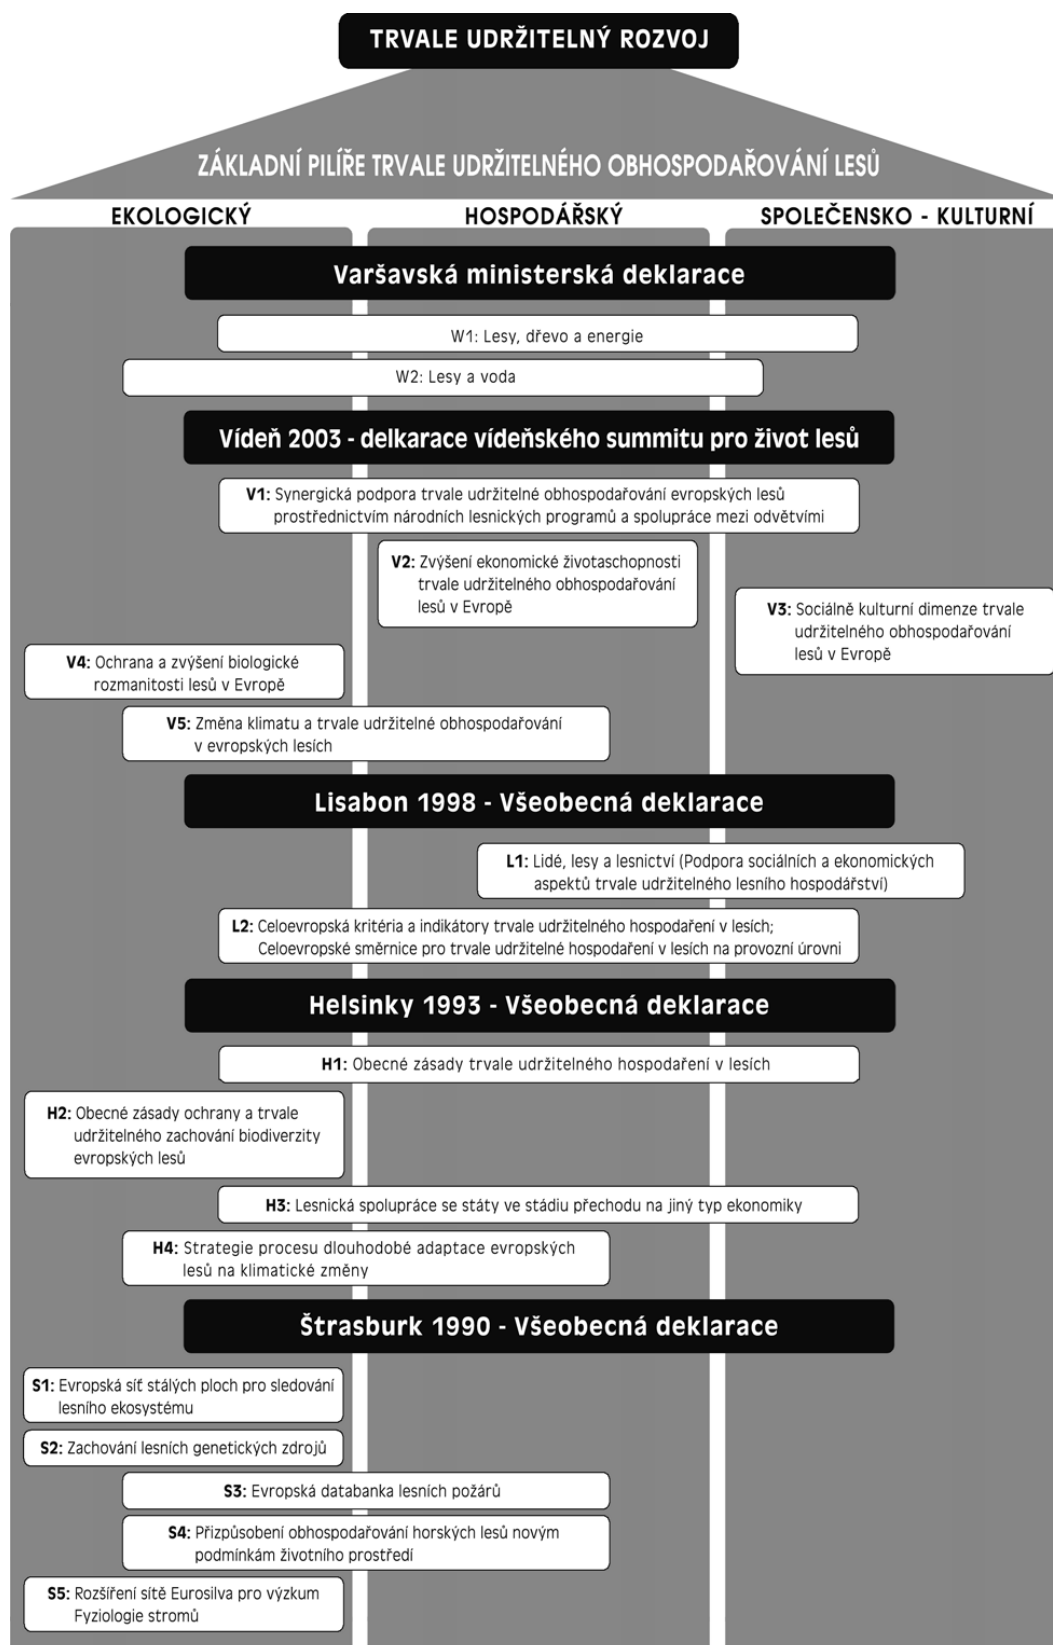 TRVALE UDRŽITELNÝ ROZVOJ
ZÁKLADNÍ PILÍŘE TRVALE UDRŽITELNÉHO OBHOSPODAŘOVÁNÍ LESŮ
EKOLOGICKÝ
HOSPODÁŘSKÝ
SPOLEČENSKO - KULTURNÍ
Varšavská ministerská deklarace
W1: Lesy, dřevo a energie
W2: Lesy a voda
Vídeň 2003 - delkarace vídeňského summitu pro život lesů
V1: Synergická podpora trvale udržitelné obhospodařování evropských lesů
prostřednictvím národních lesnických programů a spolupráce mezi odvětvími
V2: Zvýšení ekonomické životaschopnosti
trvale udržitelného obhospodařování
lesů v Evropě
V3: Sociálně kulturní dimenze trvale
udržitelného obhospodařování
lesů v Evropě
V4: Ochrana a zvýšení biologické
rozmanitosti lesů v Evropě
V5: Změna klimatu a trvale udržitelné obhospodařování
v evropských lesích
Lisabon 1998 - Všeobecná deklarace
L1: Lidé, lesy a lesnictví (Podpora sociálních a ekonomických
aspektů trvale udržitelného lesního hospodářství)
L2: Celoevropská kritéria a indikátory trvale udržitelného hospodaření v lesích;
Celoevropské směrnice pro trvale udržitelné hospodaření v lesích na provozní úrovni
Helsinky 1993 - Všeobecná deklarace
H1: Obecné zásady trvale udržitelného hospodaření v lesích
H2: Obecné zásady ochrany a trvale
udržitelného zachování biodiverzity
evropských lesů
H3: Lesnická spolupráce se státy ve stádiu přechodu na jiný typ ekonomiky
H4: Strategie procesu dlouhodobé adaptace evropských
lesů na klimatické změny
Štrasburk 1990 - Všeobecná deklarace
S1: Evropská síť stálých ploch pro sledování
lesního ekosystému
S2: Zachování lesních genetických zdrojů
S3: Evropská databanka lesních požárů
S4: Přizpůsobení obhospodařování horských lesů novým
podmínkám životního prostředí
S5: Rozšíření sítě Eurosilva pro výzkum
Fyziologie stromů